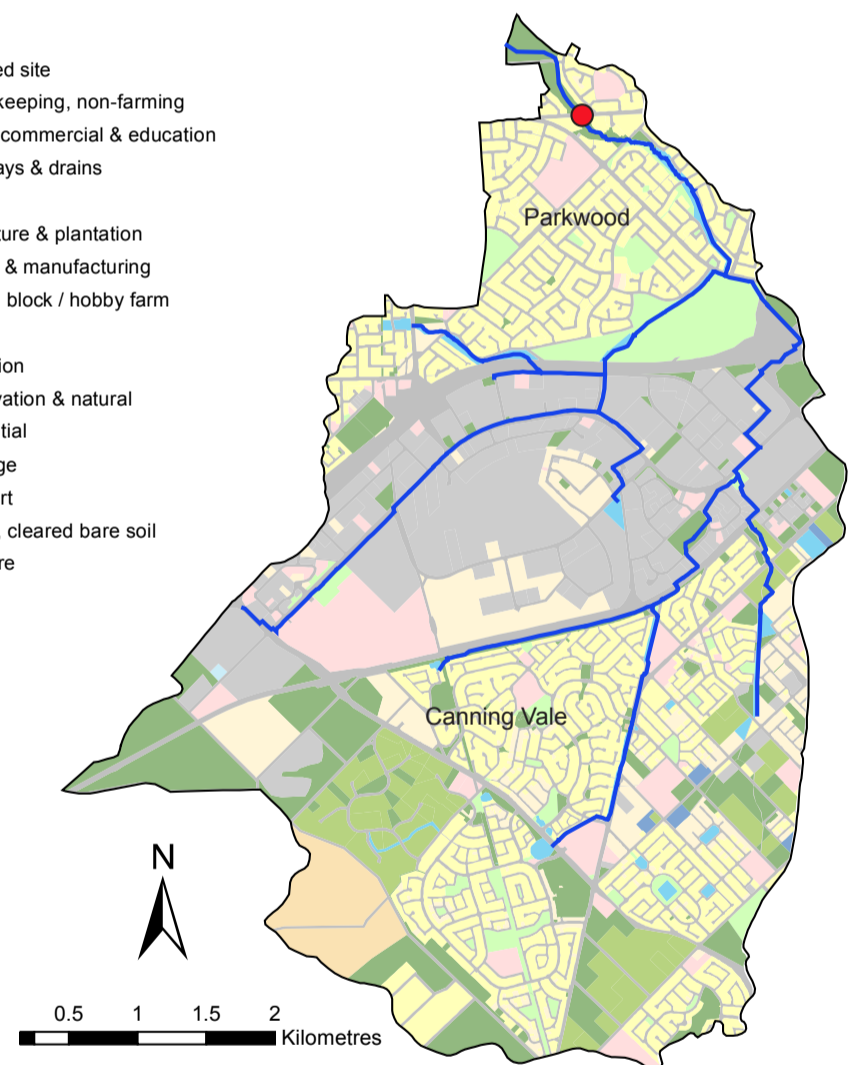 ed site
keeping, non-farming
commercial & education
ays & drains
ture & plantation
& manufacturing
block / hobby farm
ion
vation & natural
tial
ge
rt
, cleared bare soil
re
Parkwood
Canning Vale
N
0.5 1 1.5 2
Kilometres